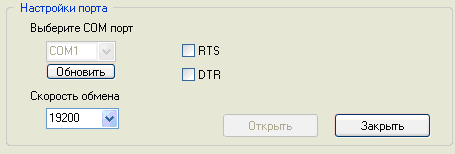 Настройки порта
Выберите COM порт
COM1
RTS
Обновить
DTR
Скорость обмена
19200
Открыть
Закрыть